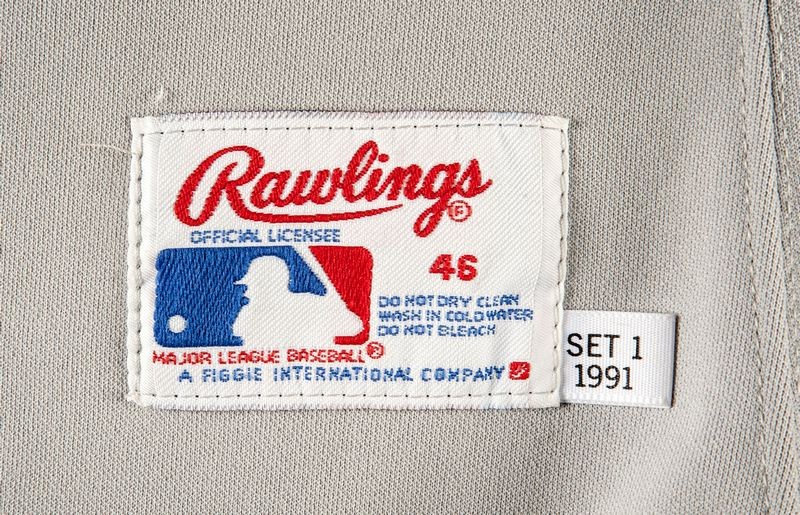 Rawlings ®
OFFICIAL LICENSEE
46
DO NOT DRY CLEAN
WASH IN COLD WATER
DO NOT BLEACH
MAJOR LEAGUE BASEBALL ®
A FIGGIE INTERNATIONAL COMPANY
SET 1
1991